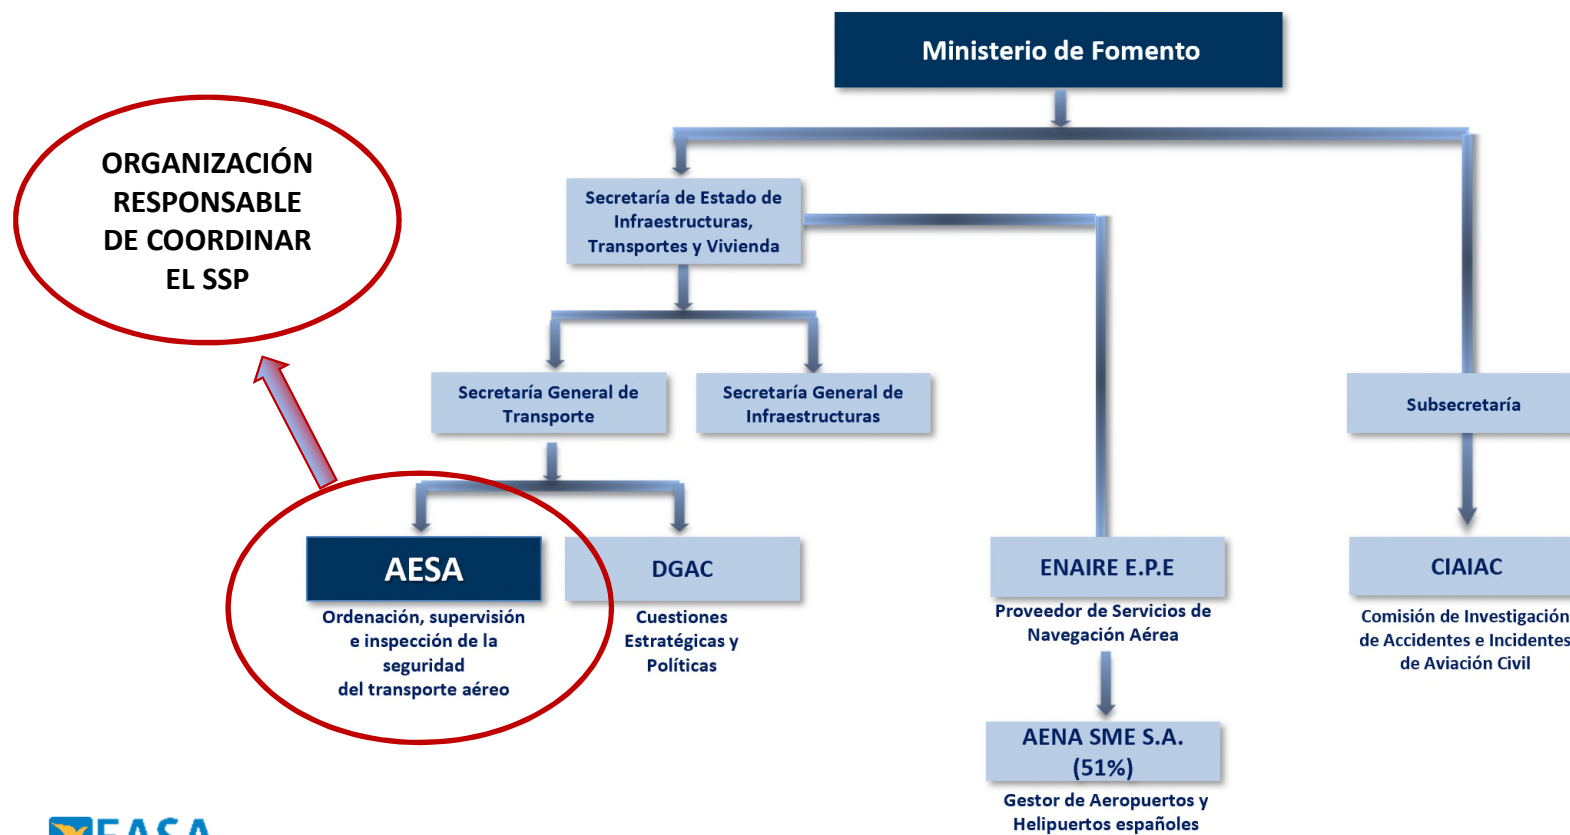 Ministerio de Fomento
ORGANIZACIÓN
RESPONSABLE
DE COORDINAR
EL SSP
Secretaría de Estado de
Infraestructuras,
Transportes y Vivienda
Secretaría General de
Transporte
Secretaría General de
Infraestructuras
Subsecretaría
AESA
Ordenación, supervisión
e inspección de la
seguridad
del transporte aéreo
DGAC
Cuestiones
Estratégicas y
Políticas
ENAIRE E.P.E
Proveedor de Servicios de
Navegación Aérea
CIAIAC
Comisión de Investigación
de Accidentes e Incidentes
de Aviación Civil
AENA SME S.A.
(51%)
Gestor de Aeropuertos y
Helipuertos españoles
EASA